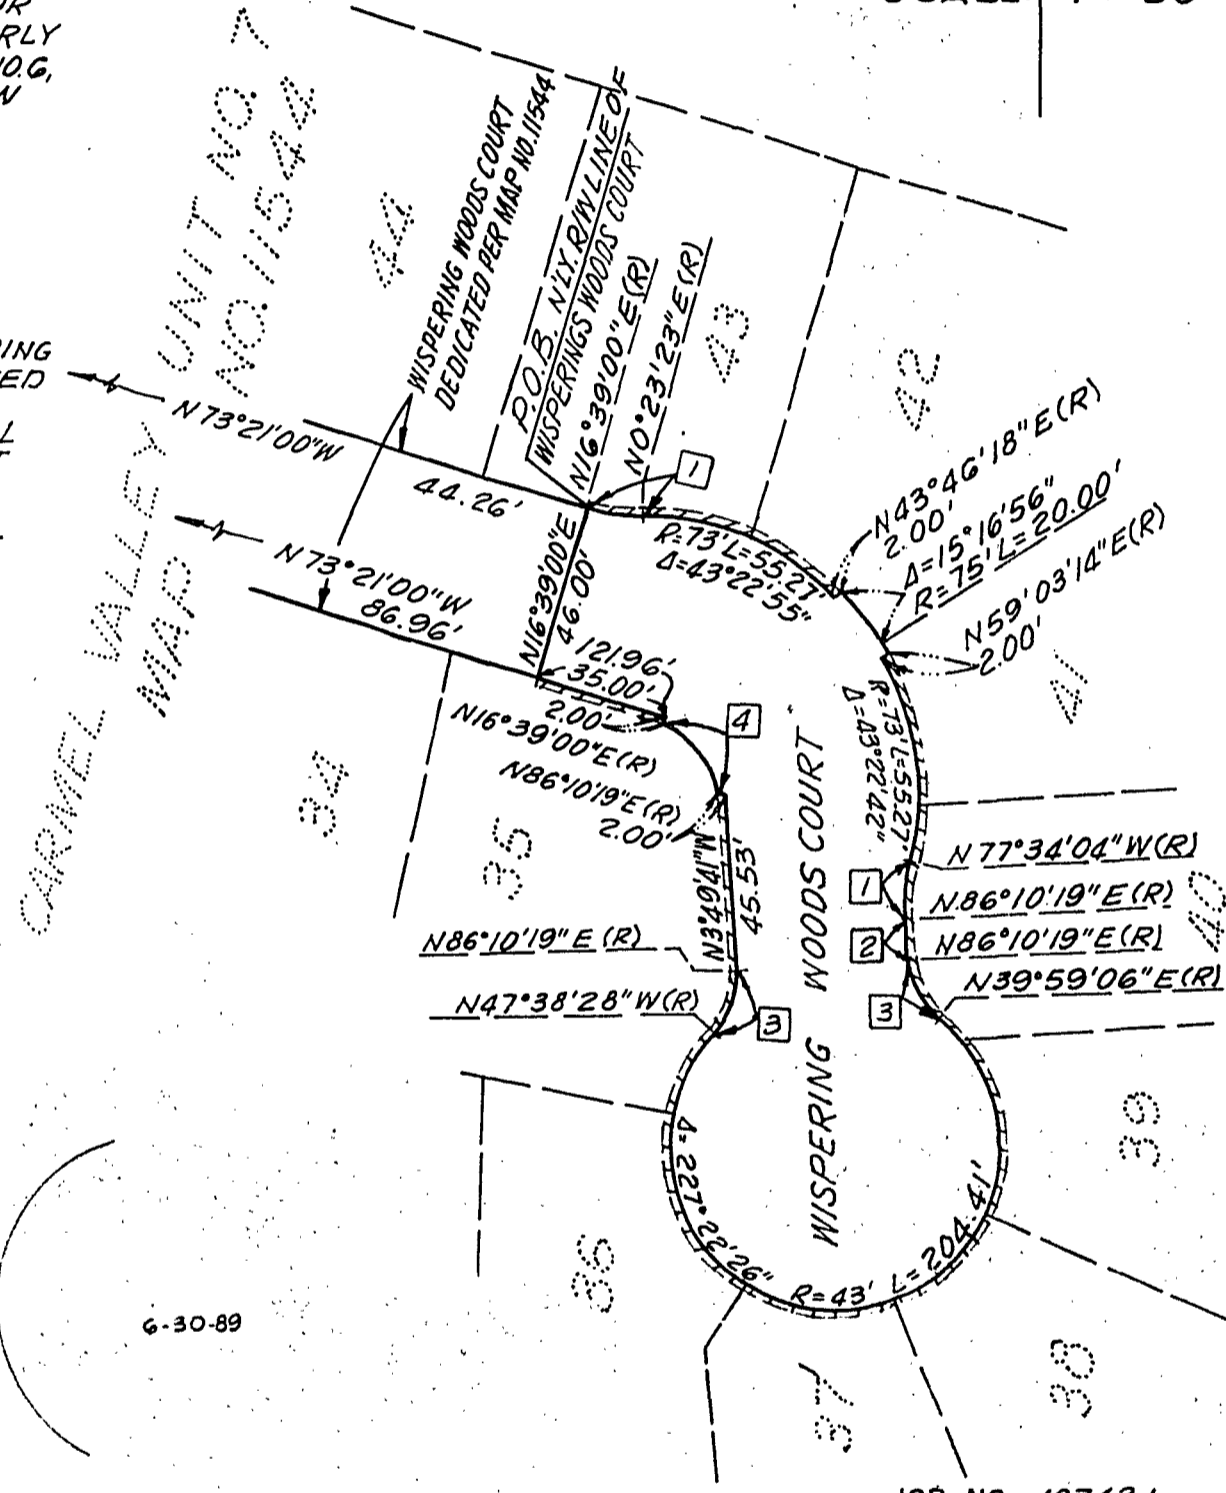 RLY
NO.6,
SCALE 1"
UNIT NO. 7
NO. 11544
44
WISPERING WOODS COURT
DEDICATED PER MAP NO.11544
P.O.B. N'LY. R/W LINE OF
WISPERINGS WOODS COURT
N16°39'00"E(R)
N0°23'23"E(R)
43
42
ING
ED
N73°21'00"W
44.26'
1
N43°46'18"E(R)
2.00'
Δ=15°16'56"
R=75' L=20.00'
N59°03'14"E(R)
2.00'
R=73' L=55.27'
Δ=43°22'55"
CARMEL VALLEY
MAP
N73°21'00"W
86.96'
N16°39'00"E
46.00'
121.96'
35.00'
2.00'
N16°39'00"E(R)
N86°10'19"E(R)
2.00'
4
41
R=73' L=55.27'
Δ=43°22'42"
34
35
N3°49'41"W
45.53'
WISPERING WOODS COURT
N77°34'04"W(R)
1
N.86°10'19"E(R)
40
N86°10'19"E(R)
2
N86°10'19"E(R)
N39°59'06"E(R)
N47°38'28"W(R)
3
3
39
Δ=227°22'26"
R=43' L=204.41'
36
6-30-89
37
38
JOB NO.